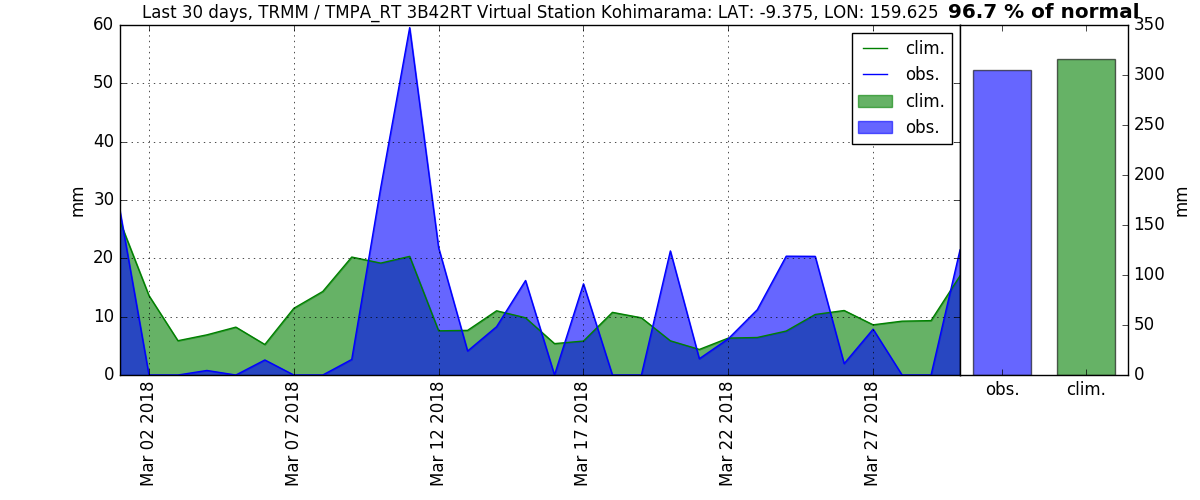 Last 30 days, TRMM / TMPA_RT 3B42RT Virtual Station Kohimarama: LAT: -9.375, LON: 159.625 96.7 % of normal
60
50
40
30
20
10
0
mm
clim.
obs.
clim.
obs.
350
300
250
200
150
100
50
0
mm
obs. clim.
Mar 02 2018
Mar 07 2018
Mar 12 2018
Mar 17 2018
Mar 22 2018
Mar 27 2018